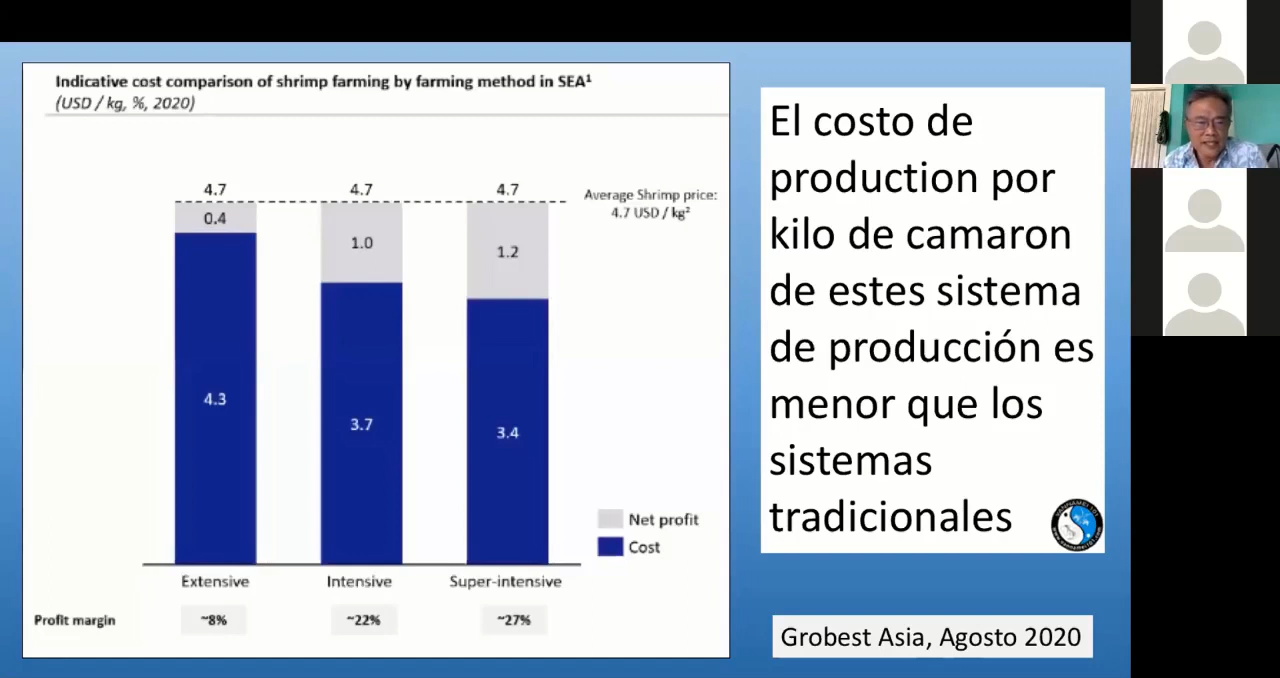 Indicative cost comparison of shrimp farming by farming method in SEA¹
(USD / kg, %, 2020)
4.7
4.7
4.7
Average Shrimp price:
4.7 USD / kg²
0.4
1.0
1.2
4.3
3.7
3.4
Net profit
Cost
Extensive
Intensive
Super-intensive
Profit margin
~8%
~22%
~27%
El costo de
production por
kilo de camaron
de estes sistema
de producción es
menor que los
sistemas
tradicionales
Grobest Asia, Agosto 2020